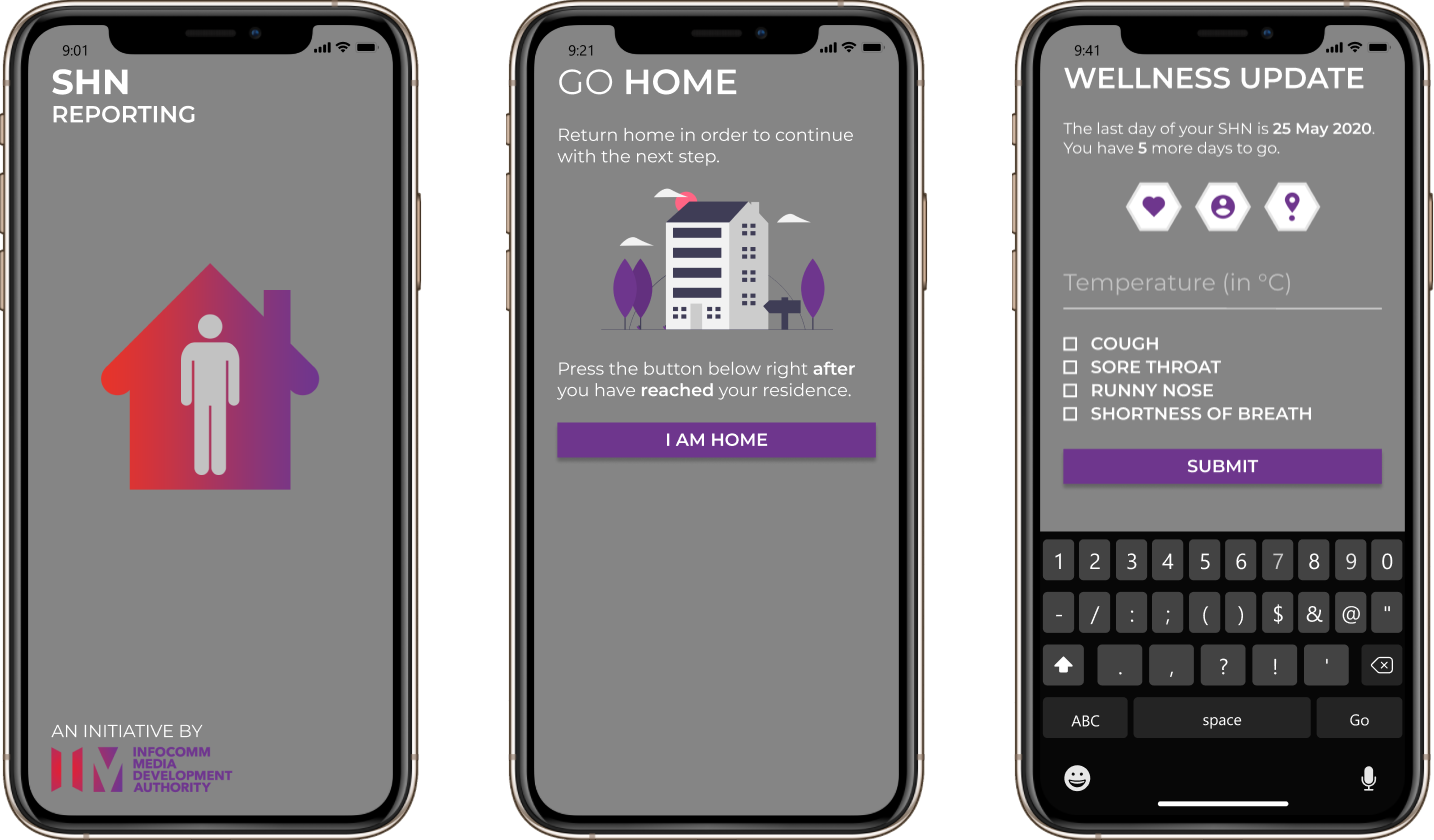 9:01
SHN
REPORTING
AN INITIATIVE BY
INFOCOMM
MEDIA
DEVELOPMENT
AUTHORITY
9:21
GO HOME
Return home in order to continue
with the next step.
Press the button below right after
you have reached your residence.
I AM HOME
9:41
WELLNESS UPDATE
The last day of your SHN is 25 May 2020.
You have 5 more days to go.
Temperature (in °C)
COUGH
SORE THROAT
RUNNY NOSE
SHORTNESS OF BREATH
SUBMIT
1 2 3 4 5 6 7 8 9 0
- / : ; ( ) $ & @ "
. , ? ! '
ABC space Go